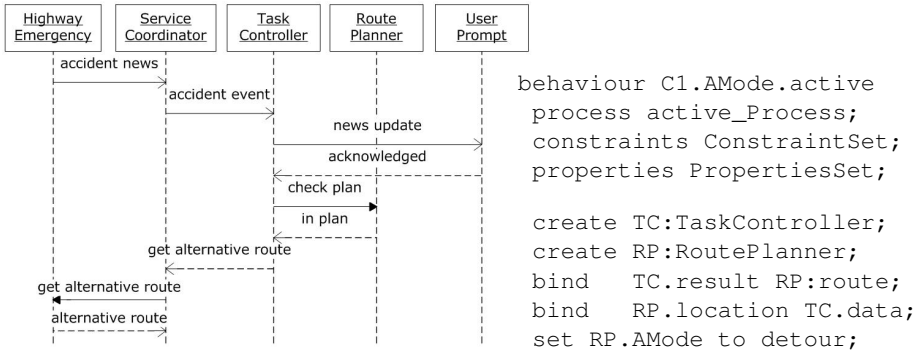 Highway
Emergency
Service
Coordinator
Task
Controller
Route
Planner
User
Prompt
accident news
accident event
news update
acknowledged
check plan
in plan
get alternative route
get alternative route
alternative route
behaviour C1.AMode.active
process active_Process;
constraints ConstraintSet;
properties PropertiesSet;
create TC:TaskController;
create RP:RoutePlanner;
bind TC.result RP:route;
bind RP.location TC.data;
set RP.AMode to detour;